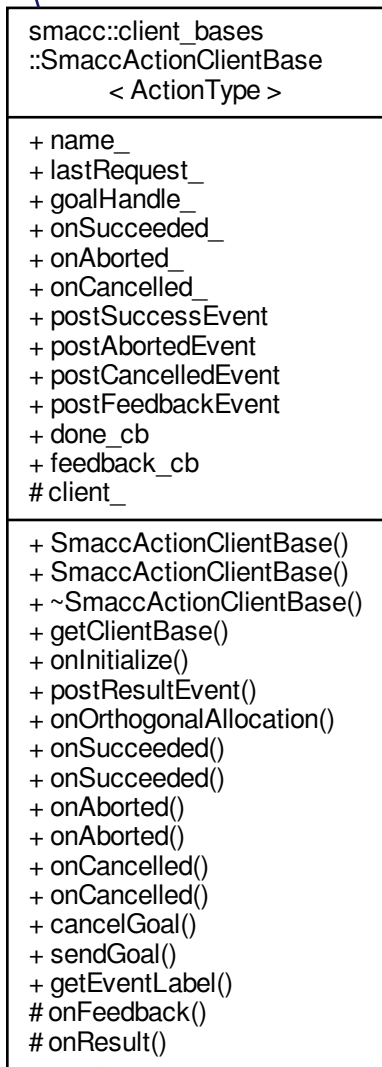 smacc::client_bases
::SmaccActionClientBase
< ActionType >
+ name_
+ lastRequest_
+ goalHandle_
+ onSucceeded_
+ onAborted_
+ onCancelled_
+ postSuccessEvent
+ postAbortedEvent
+ postCancelledEvent
+ postFeedbackEvent
+ done_cb
+ feedback_cb
# client_
+ SmaccActionClientBase()
+ SmaccActionClientBase()
+ ~SmaccActionClientBase()
+ getClientBase()
+ onInitialize()
+ postResultEvent()
+ onOrthogonalAllocation()
+ onSucceeded()
+ onSucceeded()
+ onAborted()
+ onAborted()
+ onCancelled()
+ onCancelled()
+ cancelGoal()
+ sendGoal()
+ getEventLabel()
# onFeedback()
# onResult()